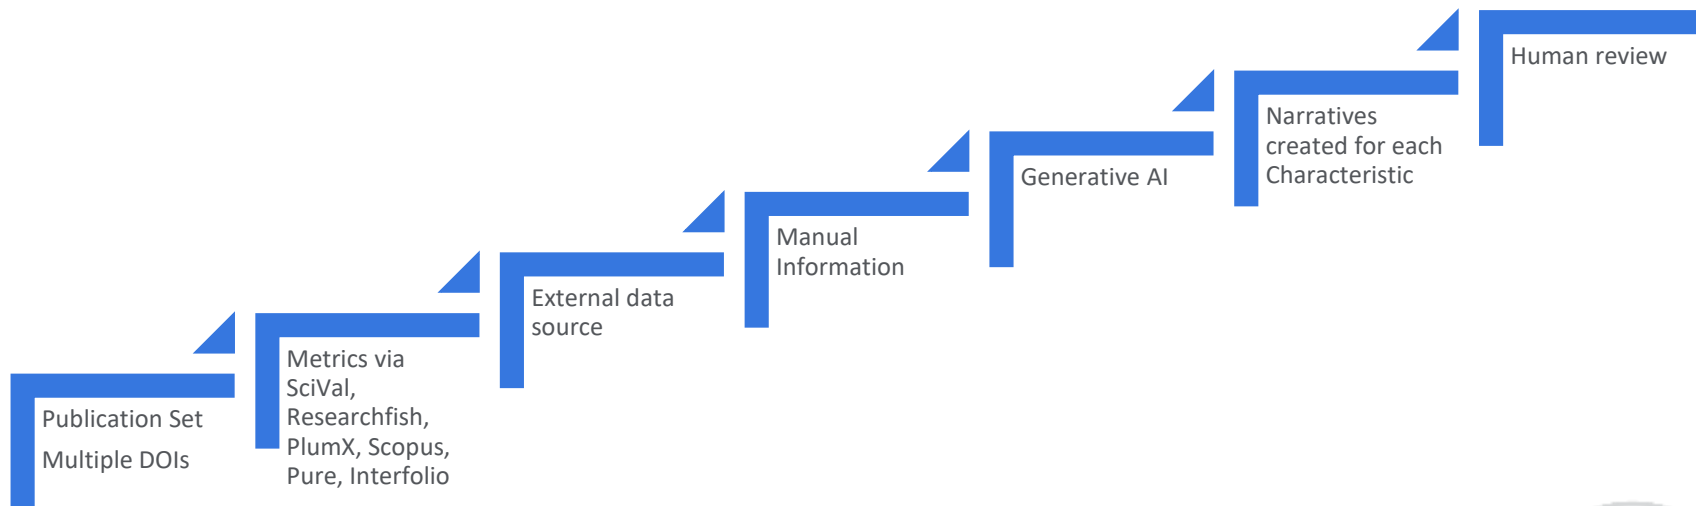 Publication Set
Multiple DOIs
Metrics via
SciVal,
Researchfish,
PlumX, Scopus,
Pure, Interfolio
External data
source
Manual
Information
Generative AI
Narratives
created for each
Characteristic
Human review